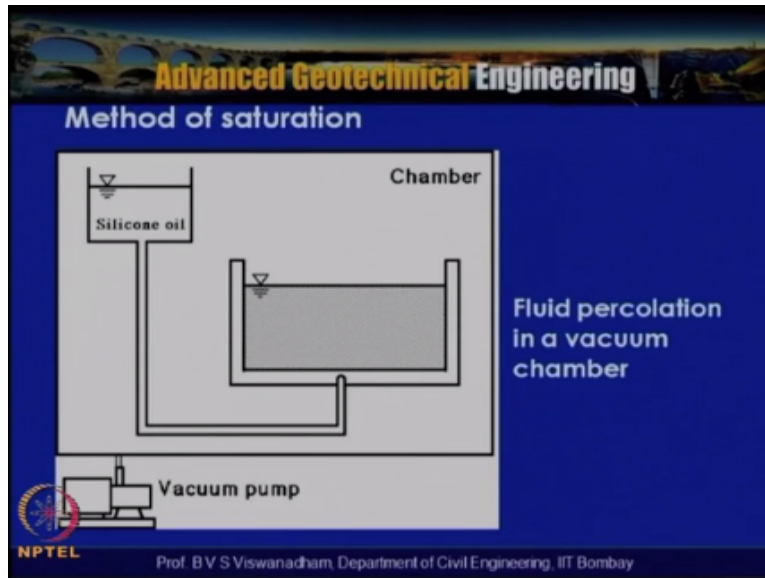 Advanced Geotechnical Engineering
Method of saturation
Chamber
Silicone oil
Fluid percolation
in a vacuum
chamber
Vacuum pump
NPTEL
Prof. B V S Viswanadham, Department of Civil Engineering, IIT Bombay